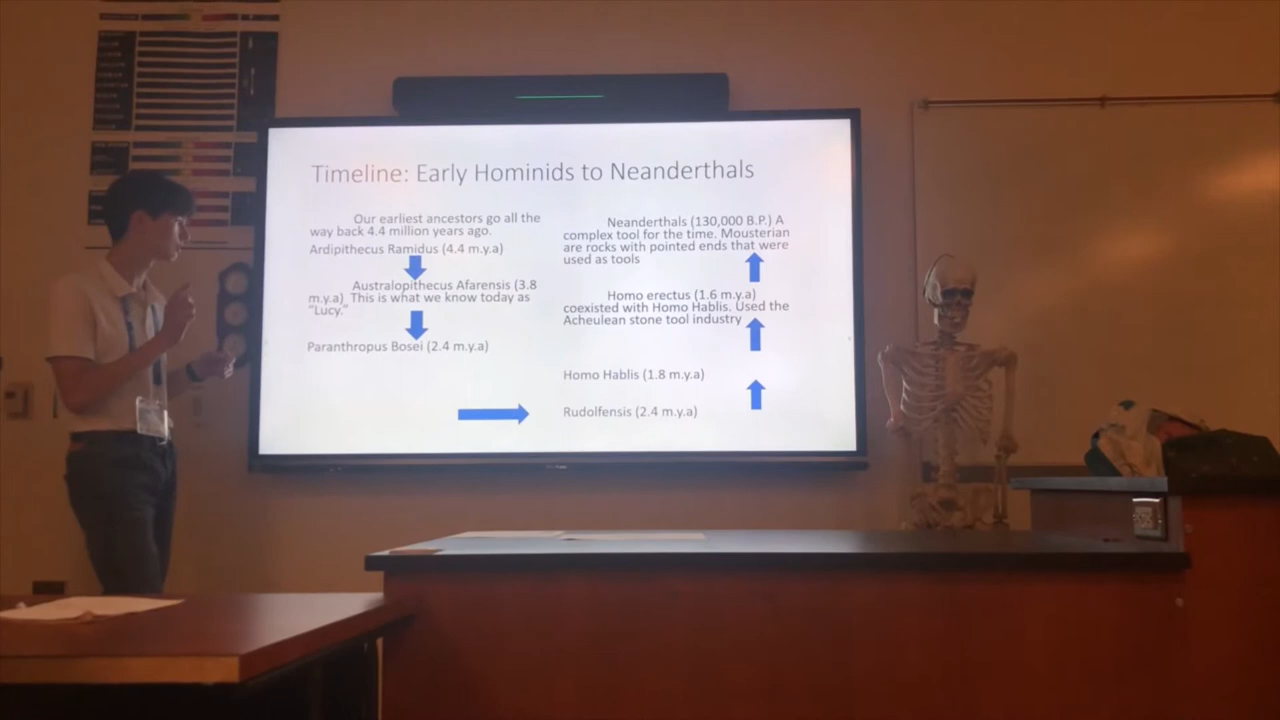 Timeline: Early Hominids to Neanderthals
Our earliest ancestors go all the
way back 4.4 million years ago.
Ardipithecus Ramidus (4.4 m.y.a)
Australopithecus Afarensis (3.8
m.y.a) This is what we know today as
"Lucy."
Paranthropus Bosei (2.4 m.y.a)
Neanderthals (130,000 B.P.) A
complex tool for the time. Mousterian
are rocks with pointed ends that were
used as tools
Homo erectus (1.6 m.y.a)
coexisted with Homo Hablis. Used the
Acheulean stone tool industry
Homo Hablis (1.8 m.y.a)
Rudolfensis (2.4 m.y.a)